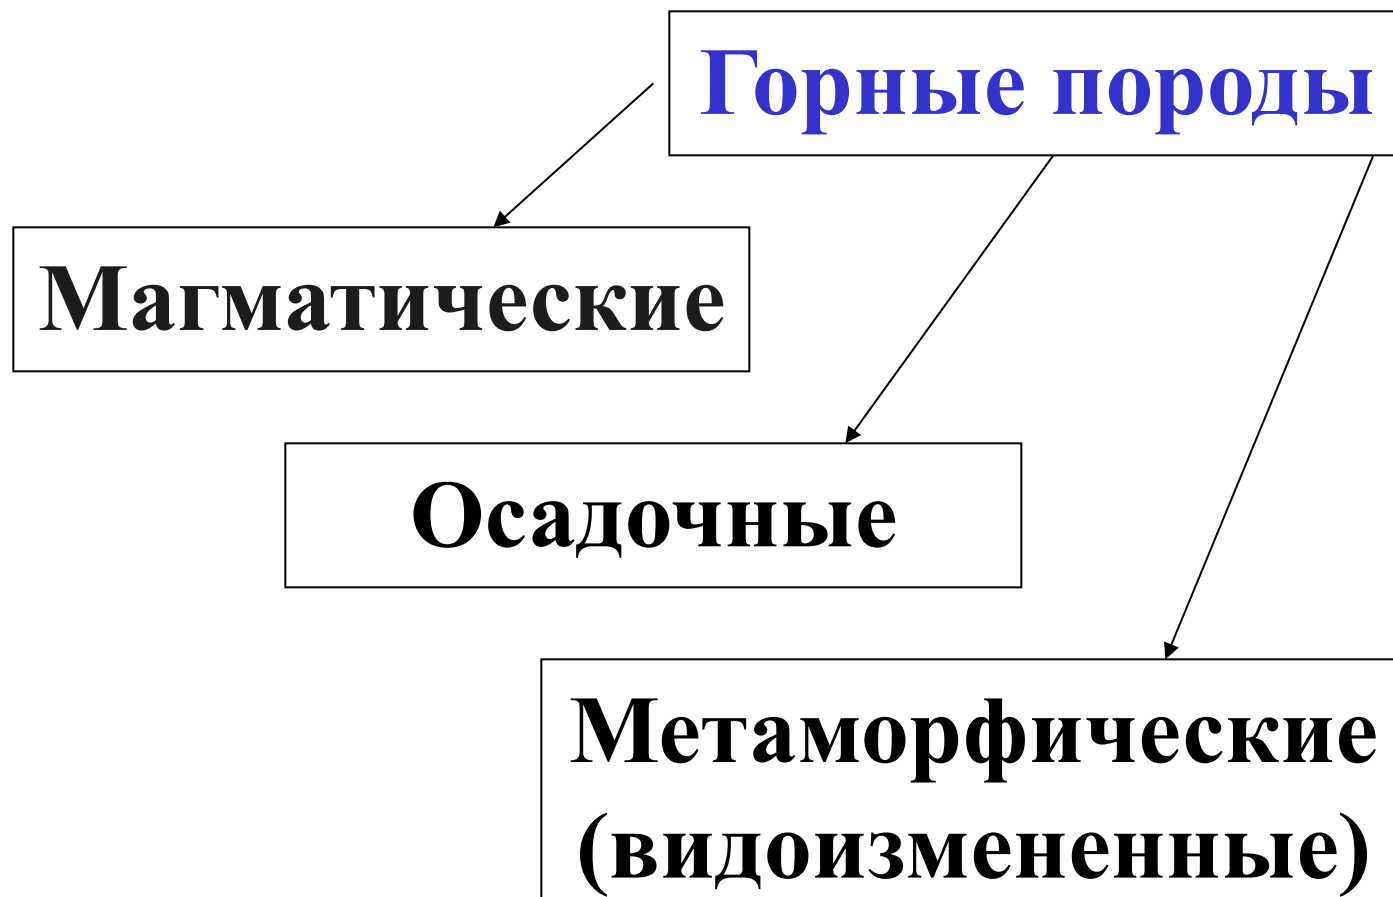 Горные породы
Магматические
Осадочные
Метаморфические
(видоизмененные)